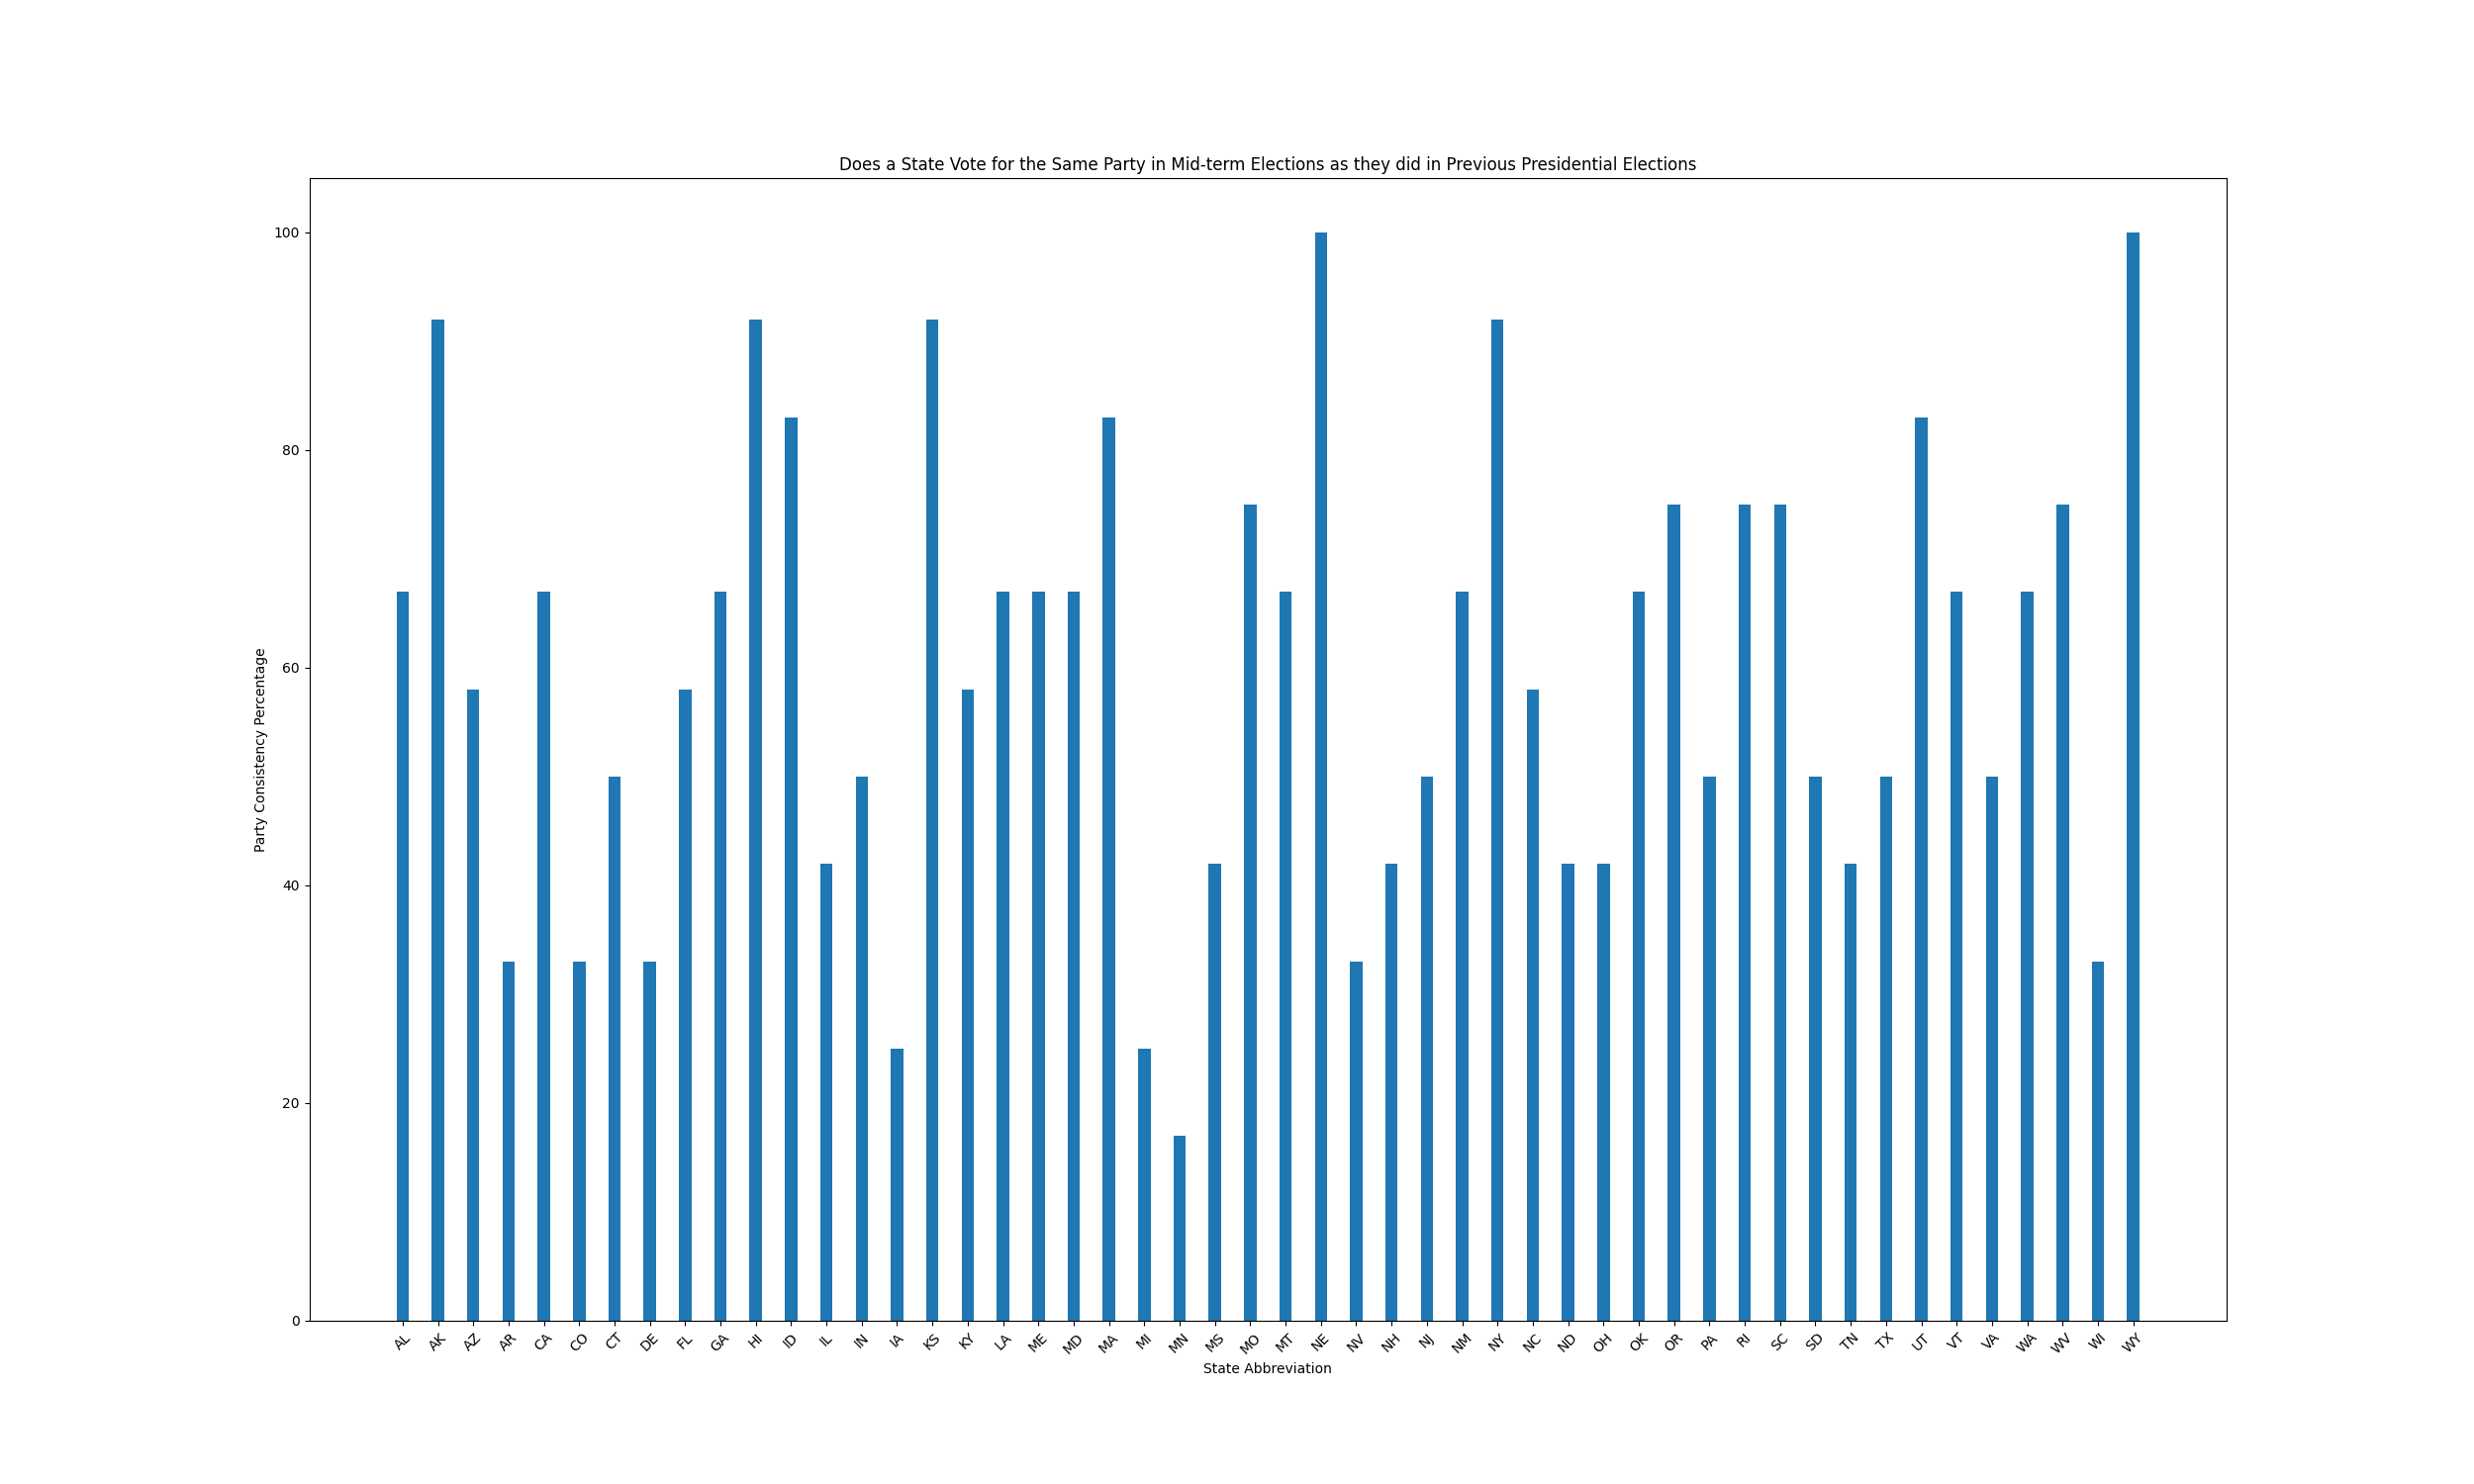 Does a State Vote for the Same Party in Mid-term Elections as they did in Previous Presidential Elections
100
80
60
40
20
0
Party Consistency Percentage
AL AK AZ AR CA CO CT DE FL GA HI ID IL IN IA KS KY LA ME MD MA MI MN MS MO MT NE NV NH NJ NM NY NC ND OH OK OR PA RI SC SD TN TX UT VT VA WA WV WI WY
State Abbreviation